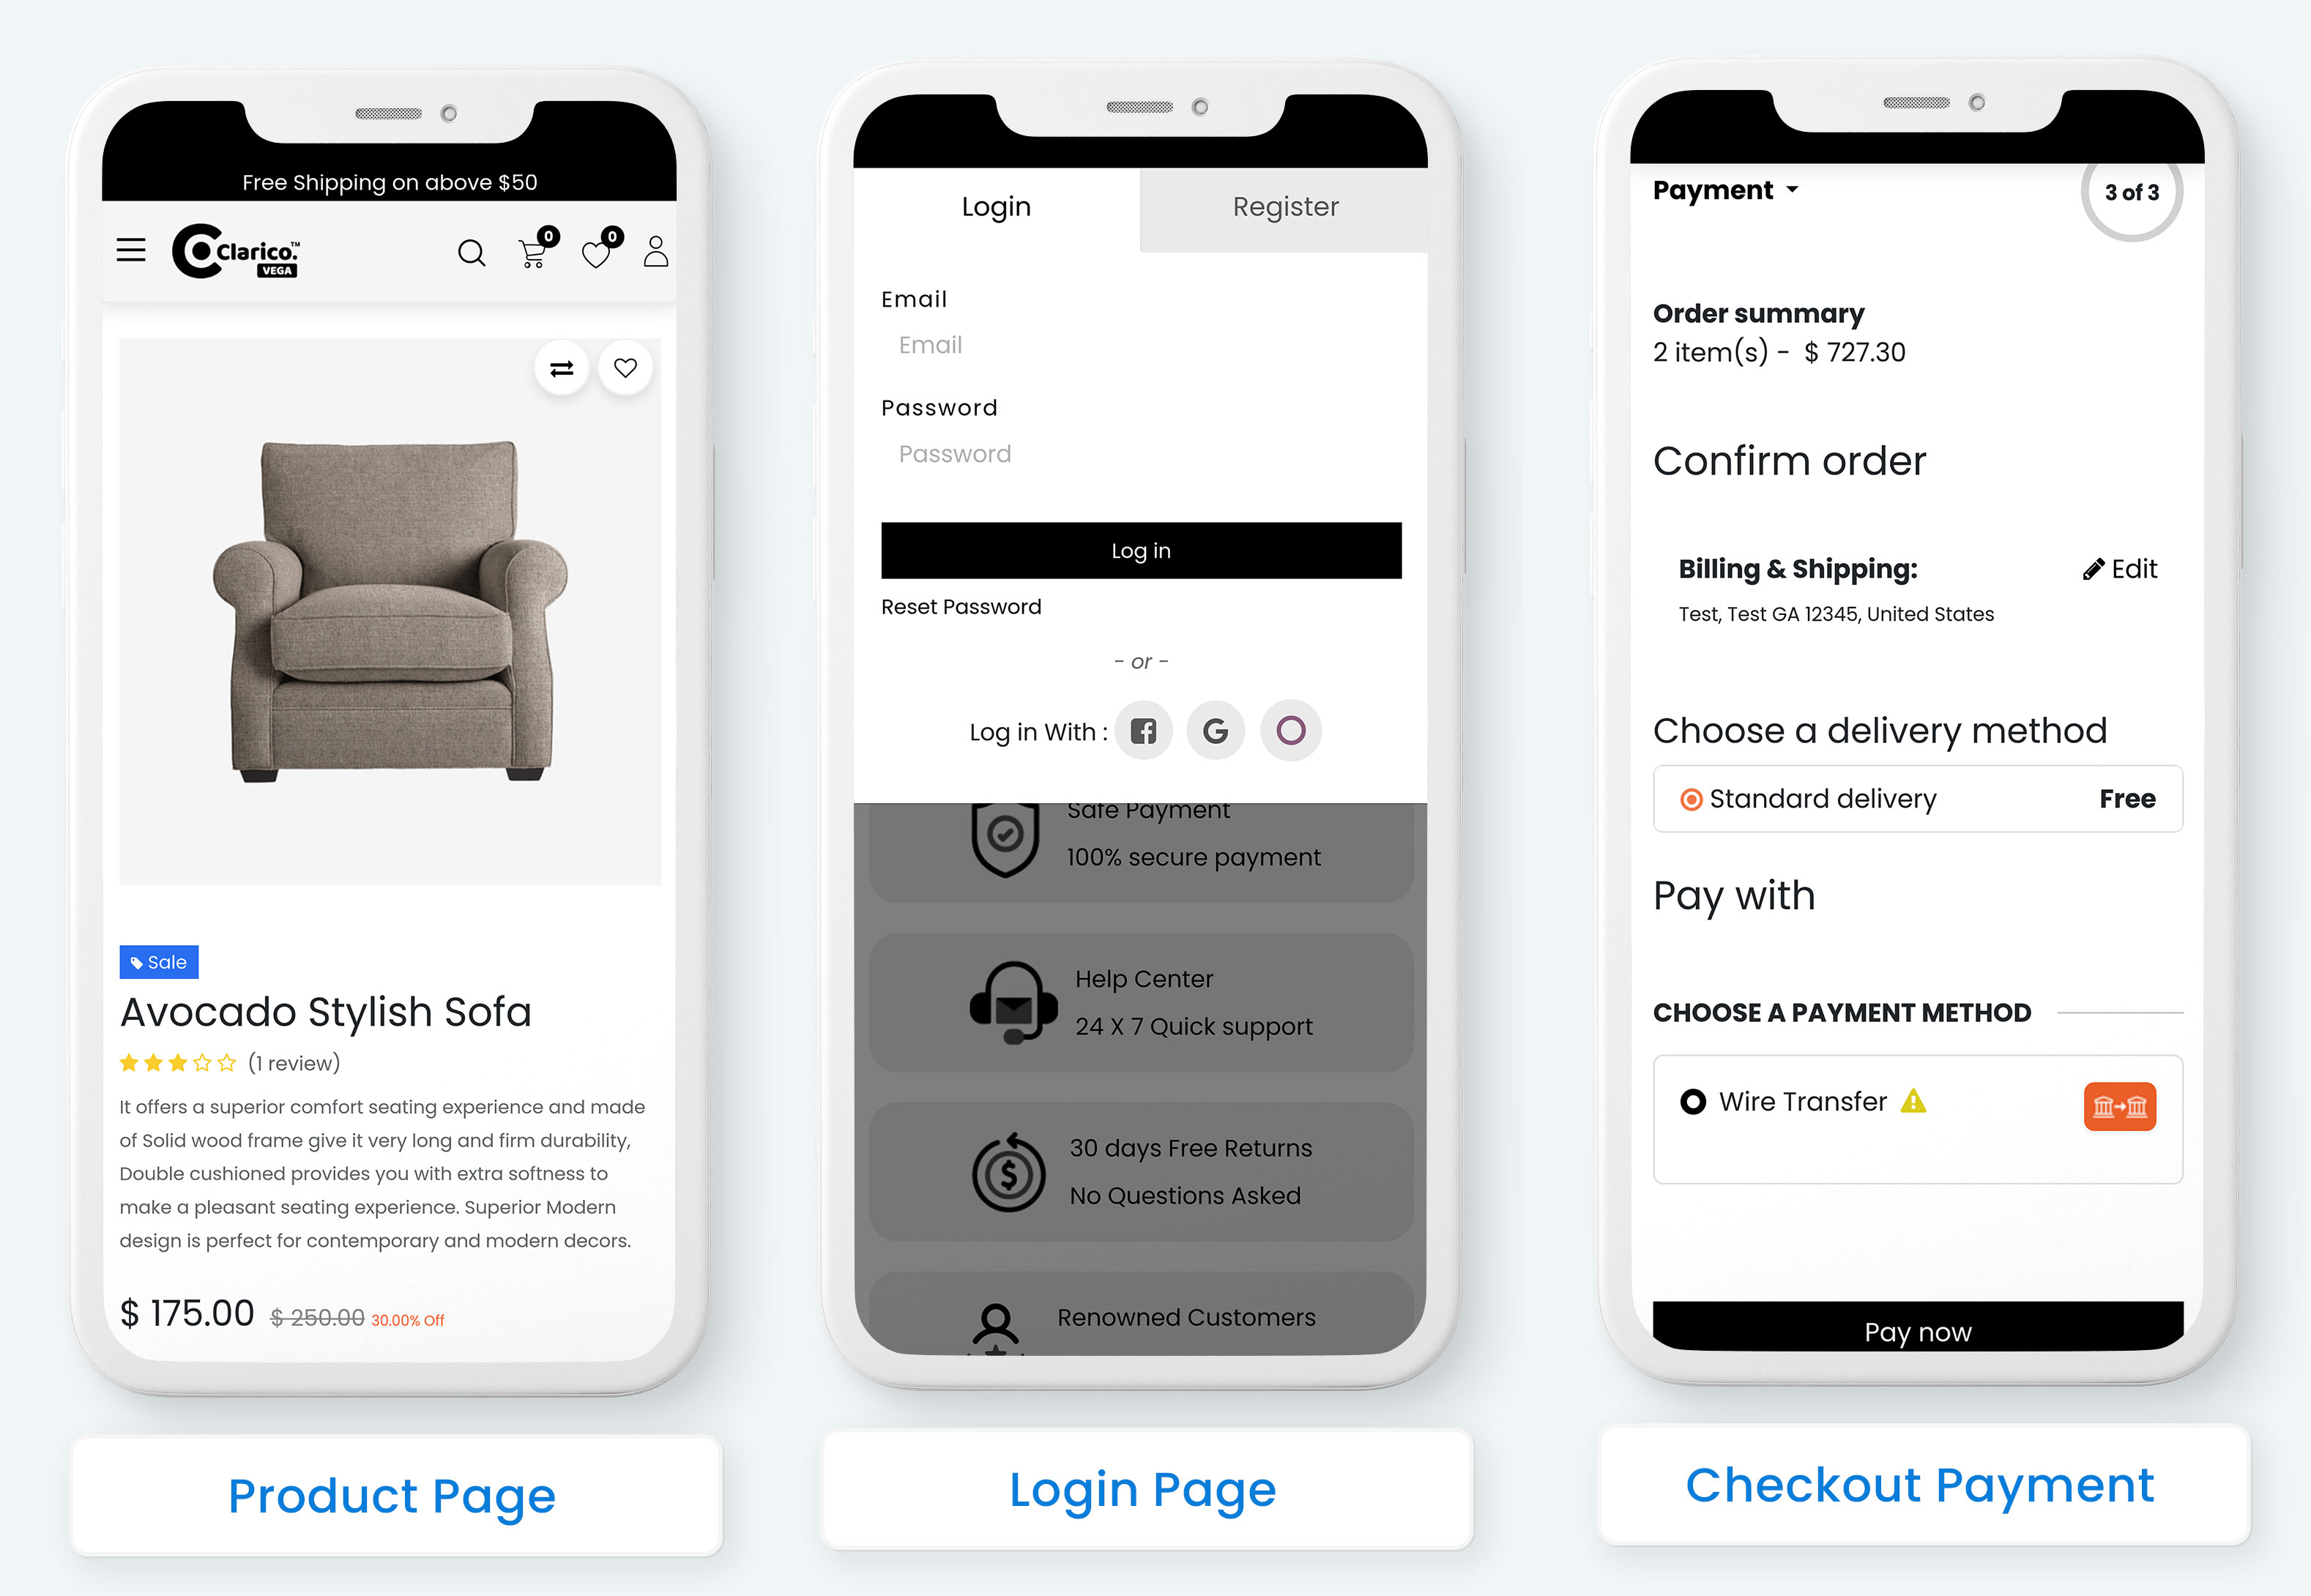 Free Shipping on above $50
Clarico.™
VEGA
0
0
Sale
Avocado Stylish Sofa
(1 review)
It offers a superior comfort seating experience and made
of Solid wood frame give it very long and firm durability,
Double cushioned provides you with extra softness to
make a pleasant seating experience. Superior Modern
design is perfect for contemporary and modern decors.
$ 175.00 $ 250.00 30.00% Off
Product Page
Login
Register
Email
Email
Password
Password
Log in
Reset Password
- or -
Log in With :
Safe Payment
100% secure payment
Help Center
24 X 7 Quick support
30 days Free Returns
No Questions Asked
Renowned Customers
Login Page
Payment
3 of 3
Order summary
2 item(s) - $ 727.30
Confirm order
Billing & Shipping:
Edit
Test, Test GA 12345, United States
Choose a delivery method
Standard delivery
Free
Pay with
CHOOSE A PAYMENT METHOD
Wire Transfer
Pay now
Checkout Payment